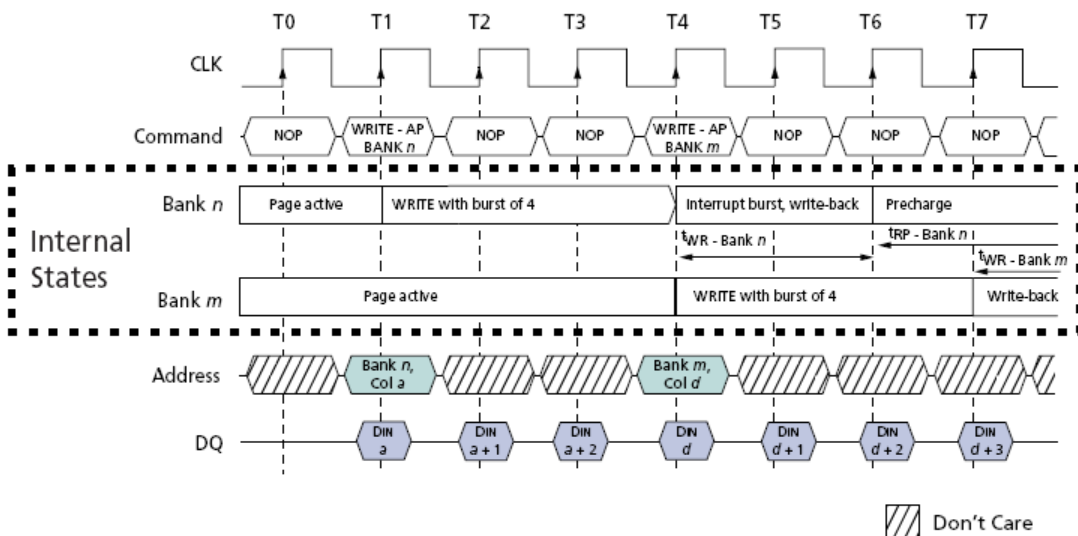 T0 T1 T2 T3 T4 T5 T6 T7
CLK
Command NOP WRITE - AP BANK n NOP NOP WRITE - AP BANK m NOP NOP NOP
Internal States
Bank n Page active WRITE with burst of 4 Interrupt burst, write-back Precharge
tWR - Bank n tRP - Bank n
tWR - Bank m
Bank m Page active WRITE with burst of 4 Write-back
Address Bank n, Col a Bank m, Col d
DQ DIN a DIN a + 1 DIN a + 2 DIN d DIN d + 1 DIN d + 2 DIN d + 3
Don't Care